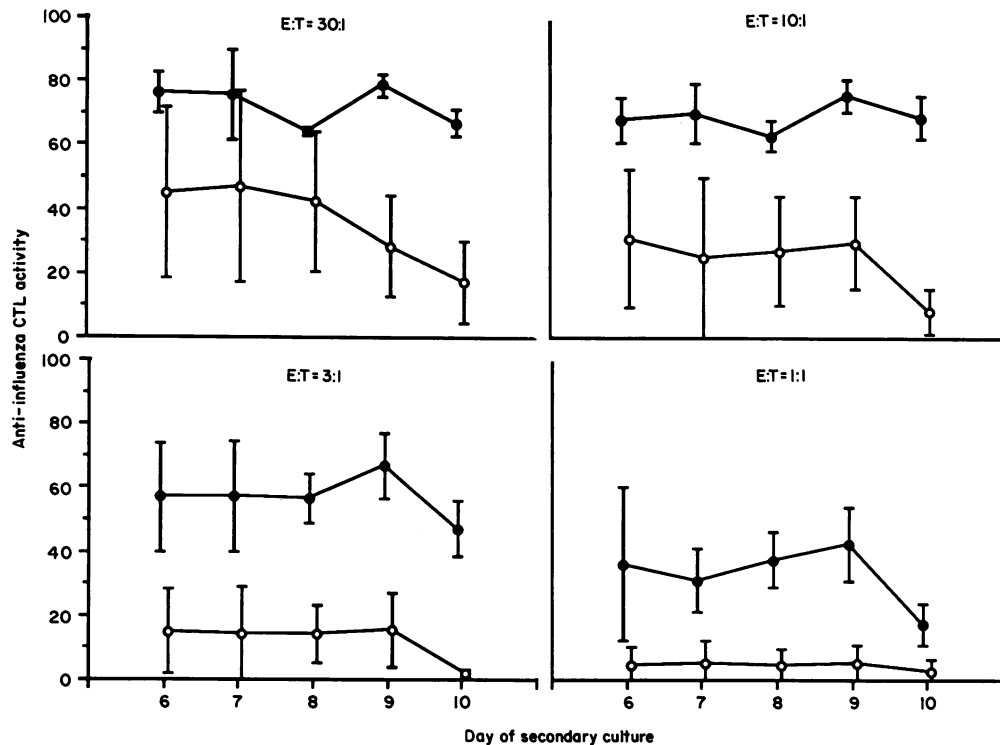 E:T = 30:1
E:T = 10:1
100
80
60
40
20
0
Anti-influenza CTL activity
E:T = 3:1
E:T = 1:1
100
80
60
40
20
0
6 7 8 9 10
6 7 8 9 10
Day of secondary culture